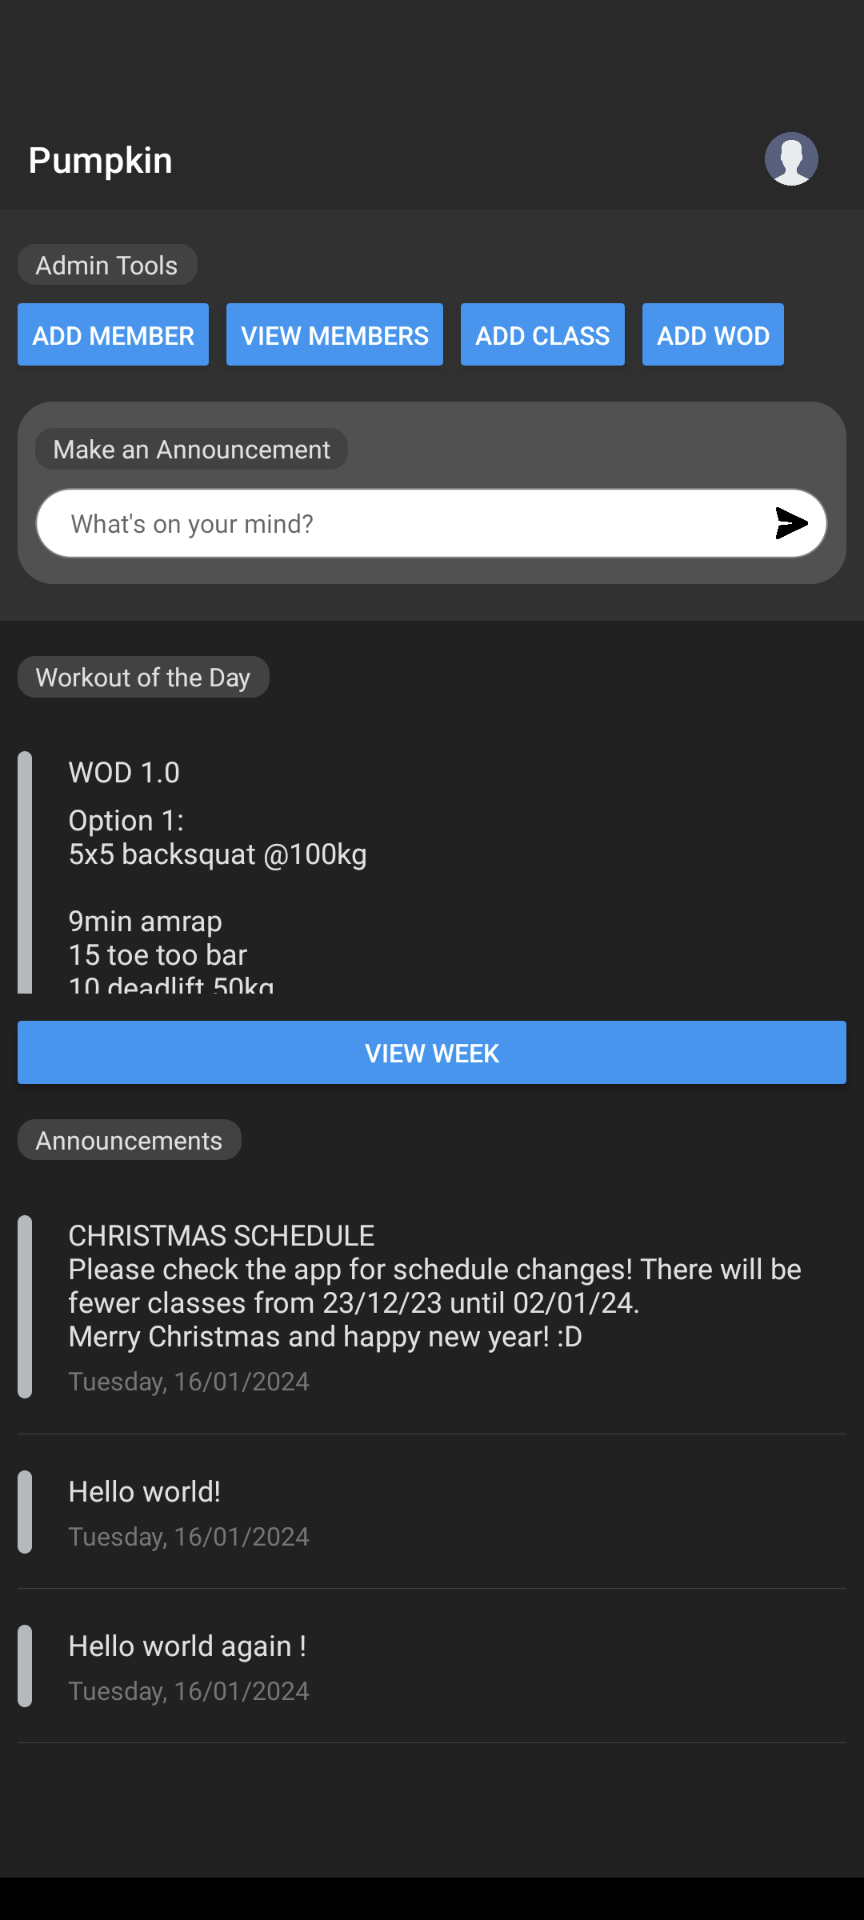 Pumpkin
Admin Tools
ADD MEMBER
VIEW MEMBERS
ADD CLASS
ADD WOD
Make an Announcement
What's on your mind?
Workout of the Day
WOD 1.0
Option 1:
5x5 backsquat @100kg
9min amrap
15 toe too bar
10 deadlift 50kg
VIEW WEEK
Announcements
CHRISTMAS SCHEDULE
Please check the app for schedule changes! There will be
fewer classes from 23/12/23 until 02/01/24.
Merry Christmas and happy new year! :D
Tuesday, 16/01/2024
Hello world!
Tuesday, 16/01/2024
Hello world again !
Tuesday, 16/01/2024